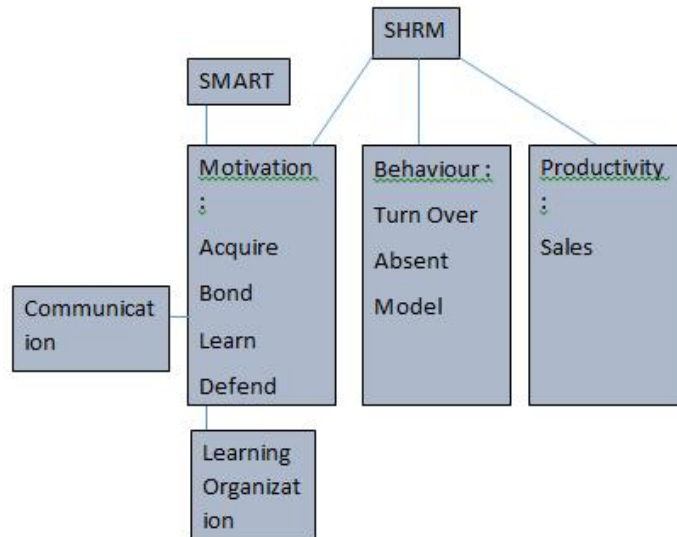 SHRM
SMART
Motivation
:
Acquire
Bond
Learn
Defend
Behaviour :
Turn Over
Absent
Model
Productivity
:
Sales
Communicat
ion
Learning
Organizat
ion